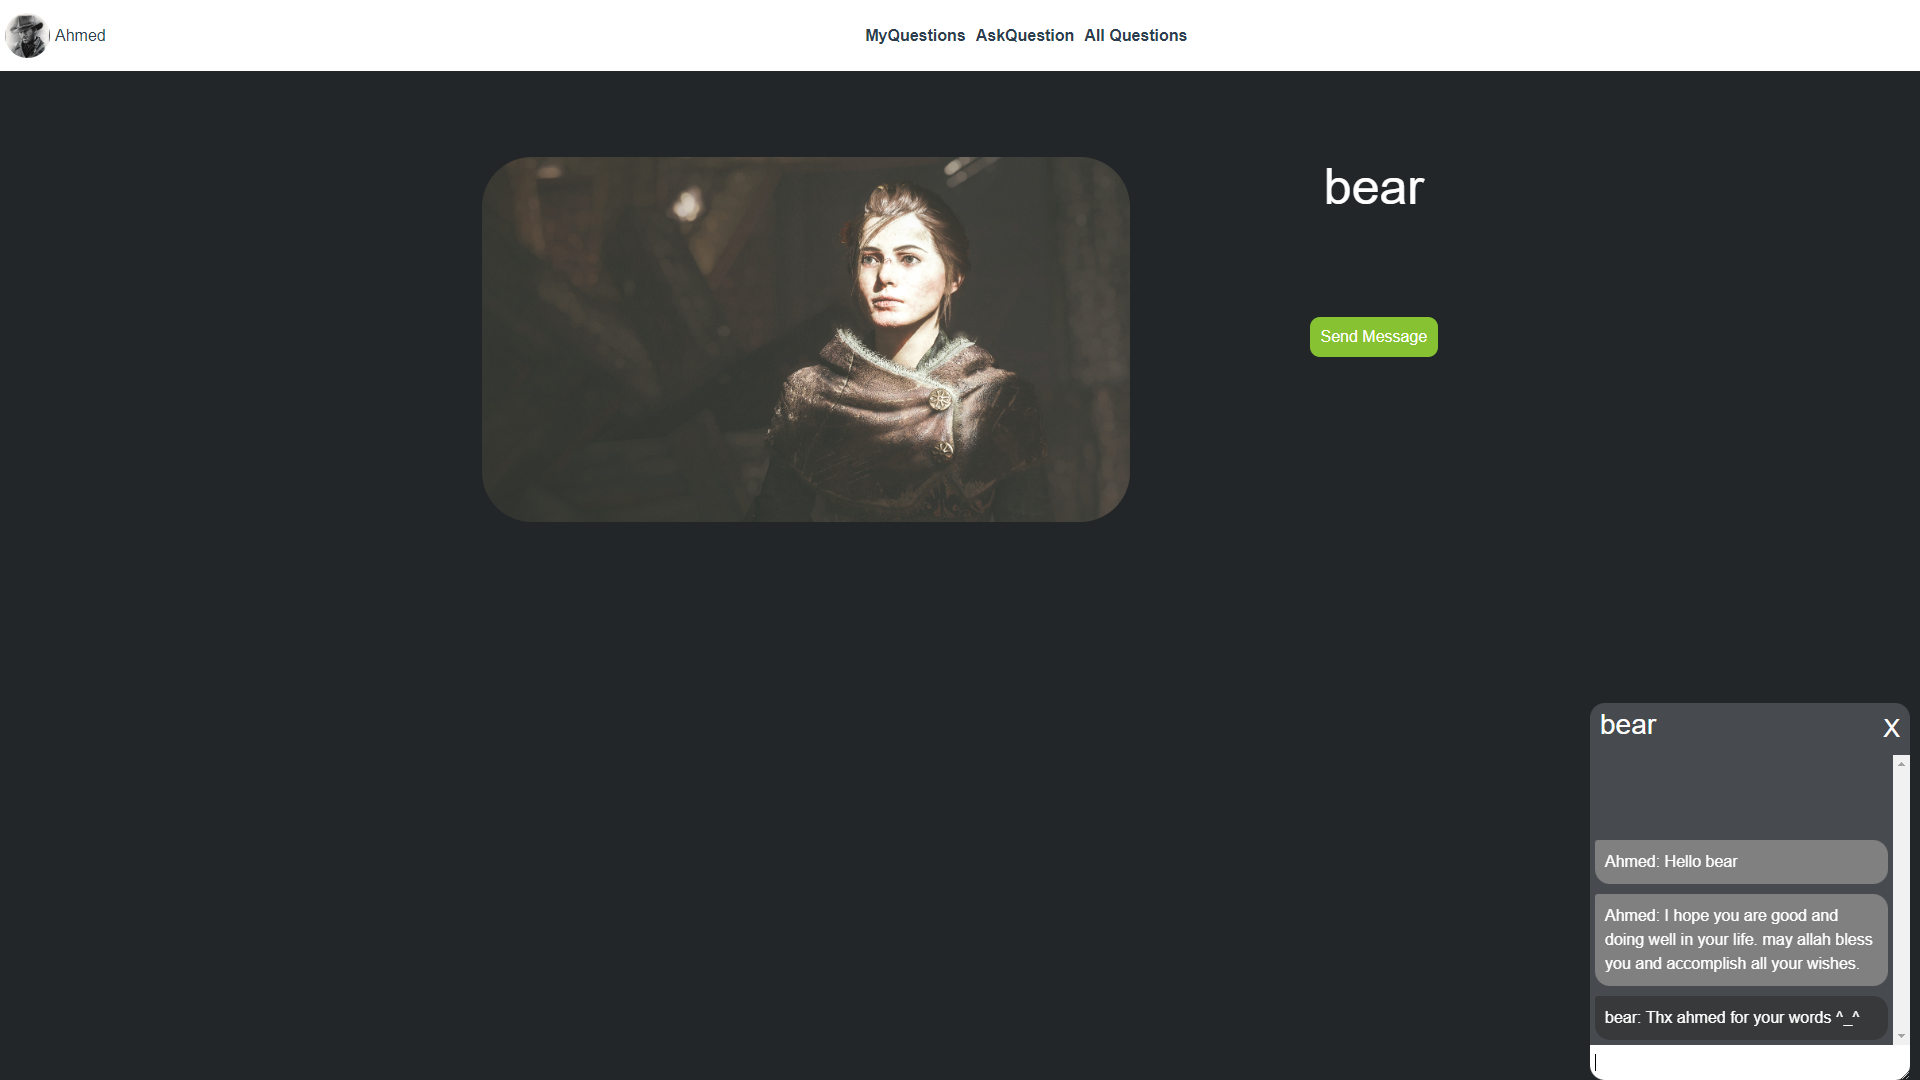 Ahmed
MyQuestions AskQuestion All Questions
bear
Send Message
bear
X
Ahmed: Hello bear
Ahmed: I hope you are good and
doing well in your life. may allah bless
you and accomplish all your wishes.
bear: Thx ahmed for your words ^_^